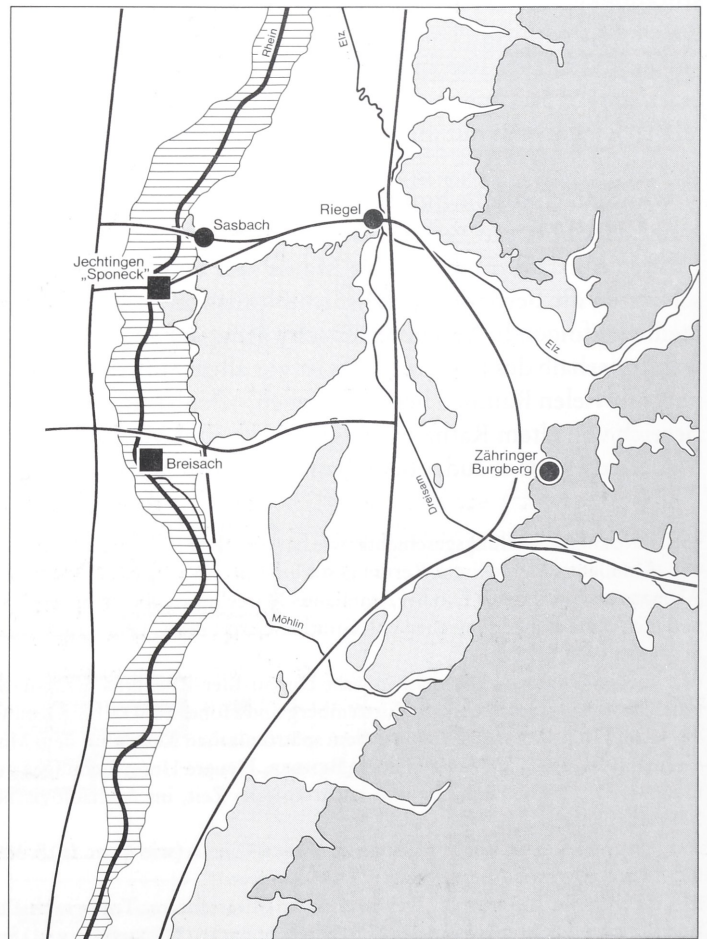 Rhein
Elz
Sasbach
Riegel
Jechtingen
„Sponeck”
Elz
Breisach
Zähringer
Burgberg
Dreisam
Möhlin